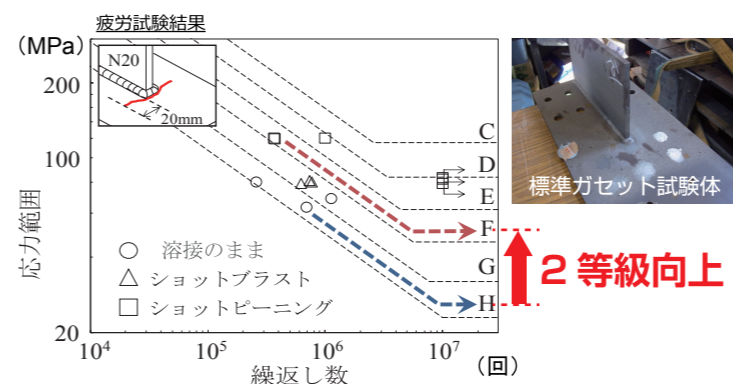 疲労試験結果
(MPa)
200
100
20
応力範囲
N20
20mm
C
D
E
F
G
H
溶接のまま
ショットブラスト
ショットピーニング
10⁴
10⁵
10⁶
10⁷
(回)
繰返し数
標準ガセット試験体
2等級向上